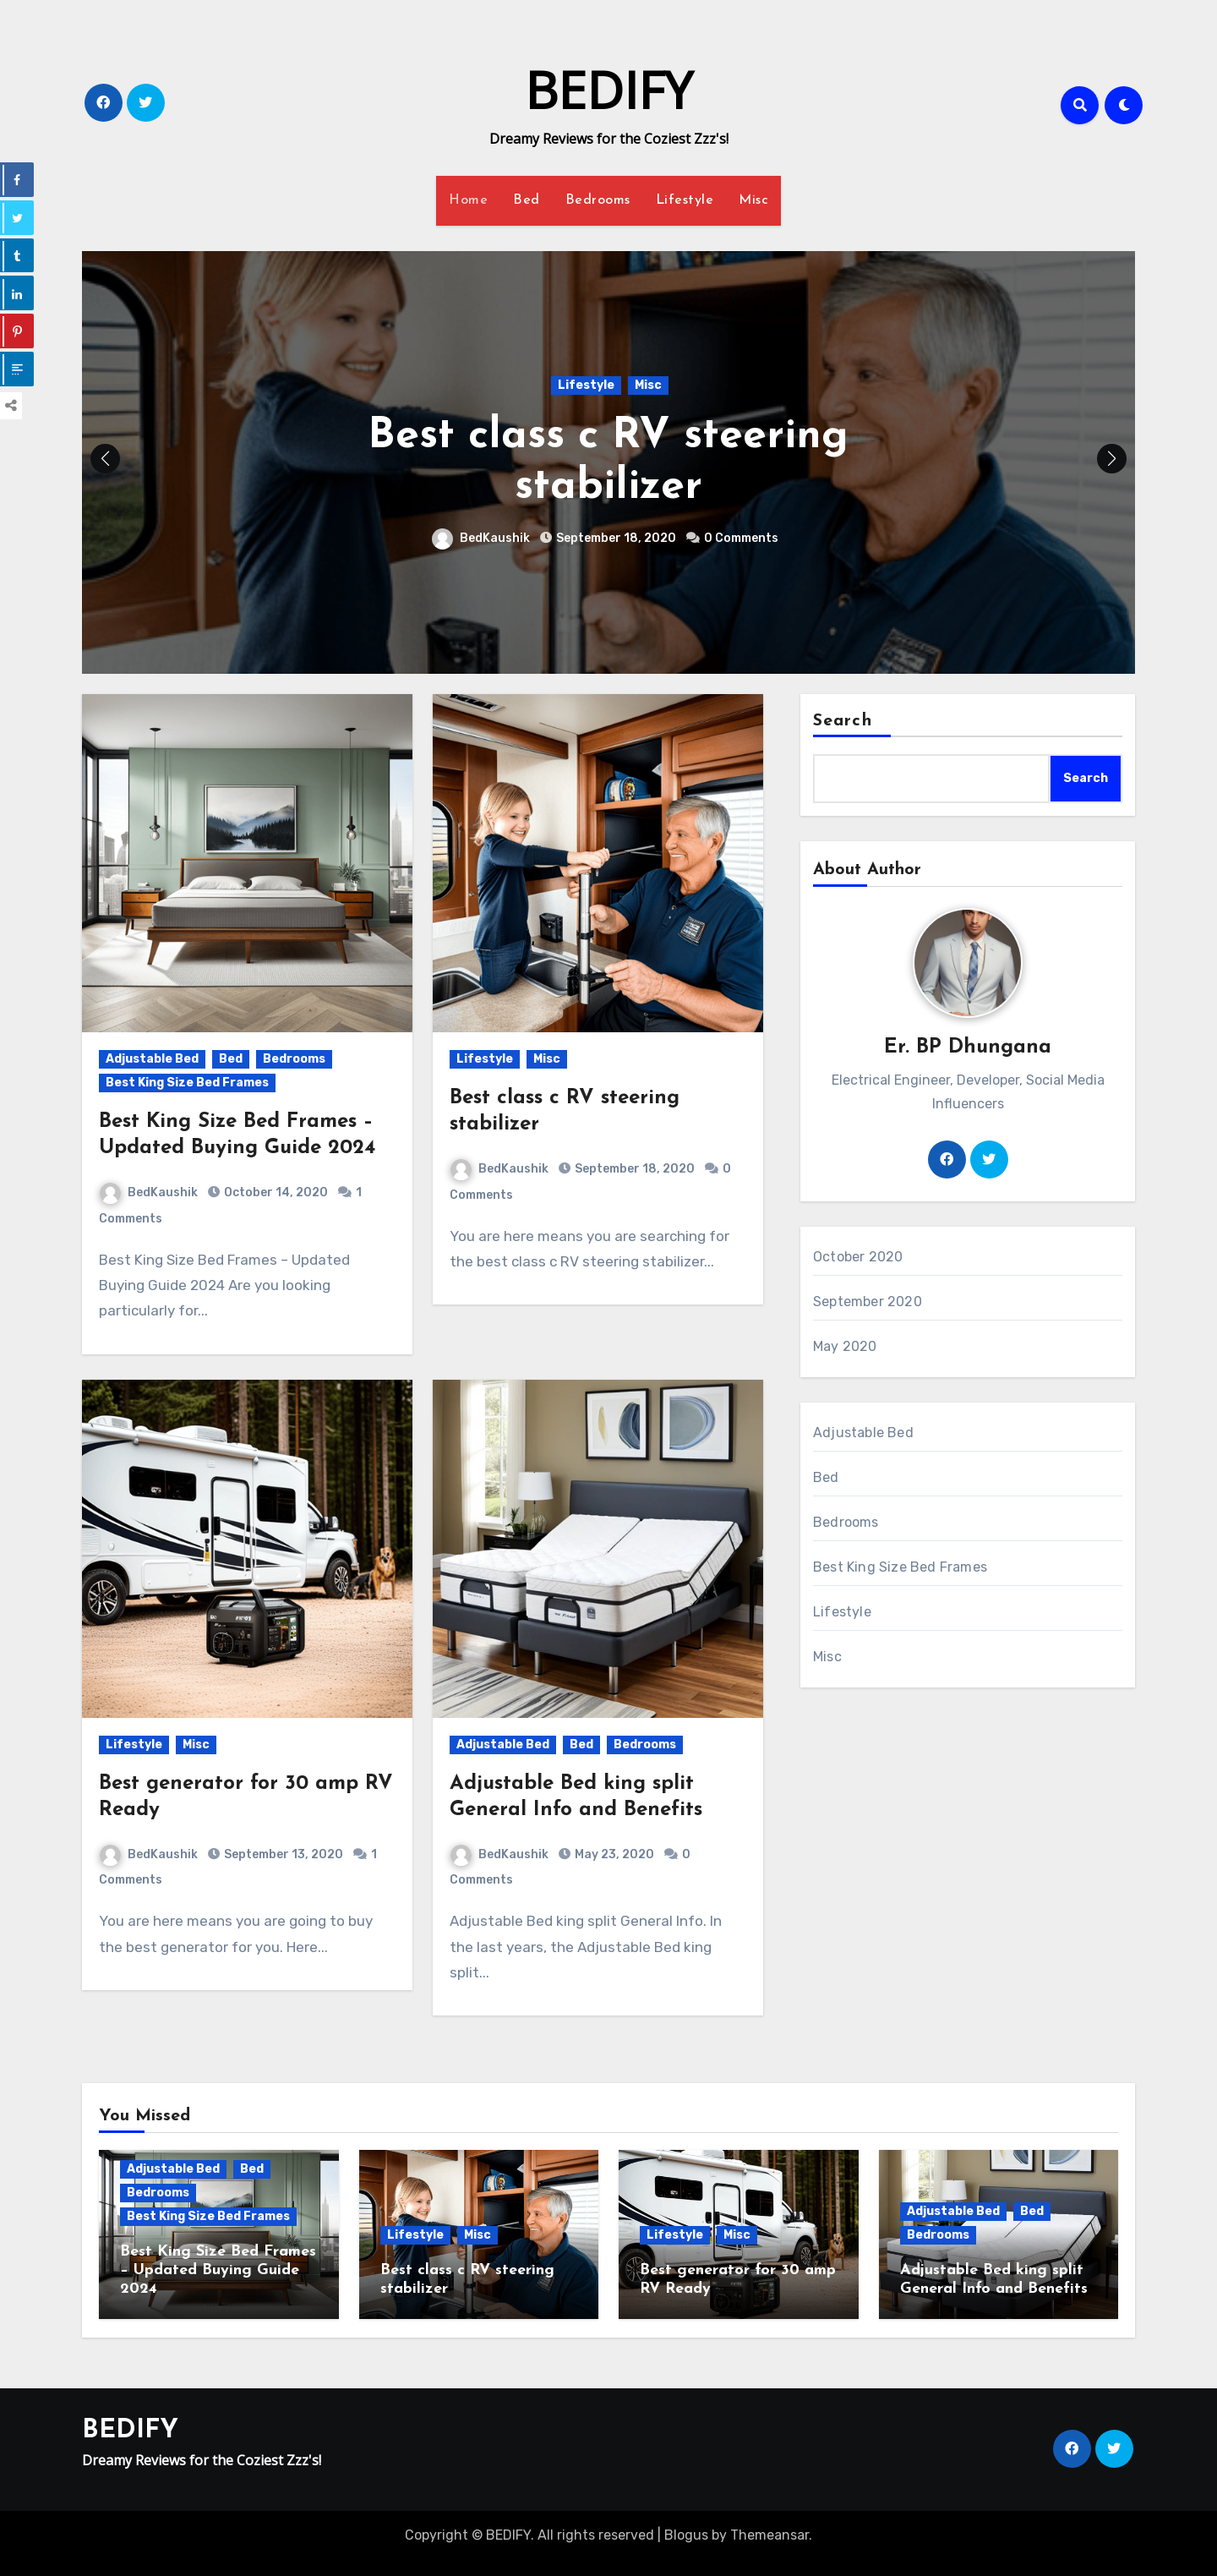 BEDIFY
Dreamy Reviews for the Coziest Zzz's!
Home Bed Bedrooms Lifestyle Misc
Lifestyle Misc
Best class c RV steering
stabilizer
BedKaushik September 18, 2020 0 Comments
Adjustable Bed Bed Bedrooms
Best King Size Bed Frames
Best King Size Bed Frames –
Updated Buying Guide 2024
BedKaushik October 14, 2020 1
Comments
Best King Size Bed Frames – Updated
Buying Guide 2024 Are you looking
particularly for...
Lifestyle Misc
Best class c RV steering
stabilizer
BedKaushik September 18, 2020 0
Comments
You are here means you are searching for
the best class c RV steering stabilizer...
Lifestyle Misc
Best generator for 30 amp RV
Ready
BedKaushik September 13, 2020 1
Comments
You are here means you are going to buy
the best generator for you. Here...
Adjustable Bed Bed Bedrooms
Adjustable Bed king split
General Info and Benefits
BedKaushik May 23, 2020 0
Comments
Adjustable Bed king split General Info. In
the last years, the Adjustable Bed king
split...
Search
Search
About Author
Er. BP Dhungana
Electrical Engineer, Developer, Social Media
Influencers
October 2020
September 2020
May 2020
Adjustable Bed
Bed
Bedrooms
Best King Size Bed Frames
Lifestyle
Misc
You Missed
Adjustable Bed Bed
Bedrooms
Best King Size Bed Frames
Best King Size Bed Frames
– Updated Buying Guide
2024
Lifestyle Misc
Best class c RV steering
stabilizer
Lifestyle Misc
Best generator for 30 amp
RV Ready
Adjustable Bed Bed
Bedrooms
Adjustable Bed king split
General Info and Benefits
BEDIFY
Dreamy Reviews for the Coziest Zzz's!
Copyright © BEDIFY. All rights reserved | Blogus by Themeansar.